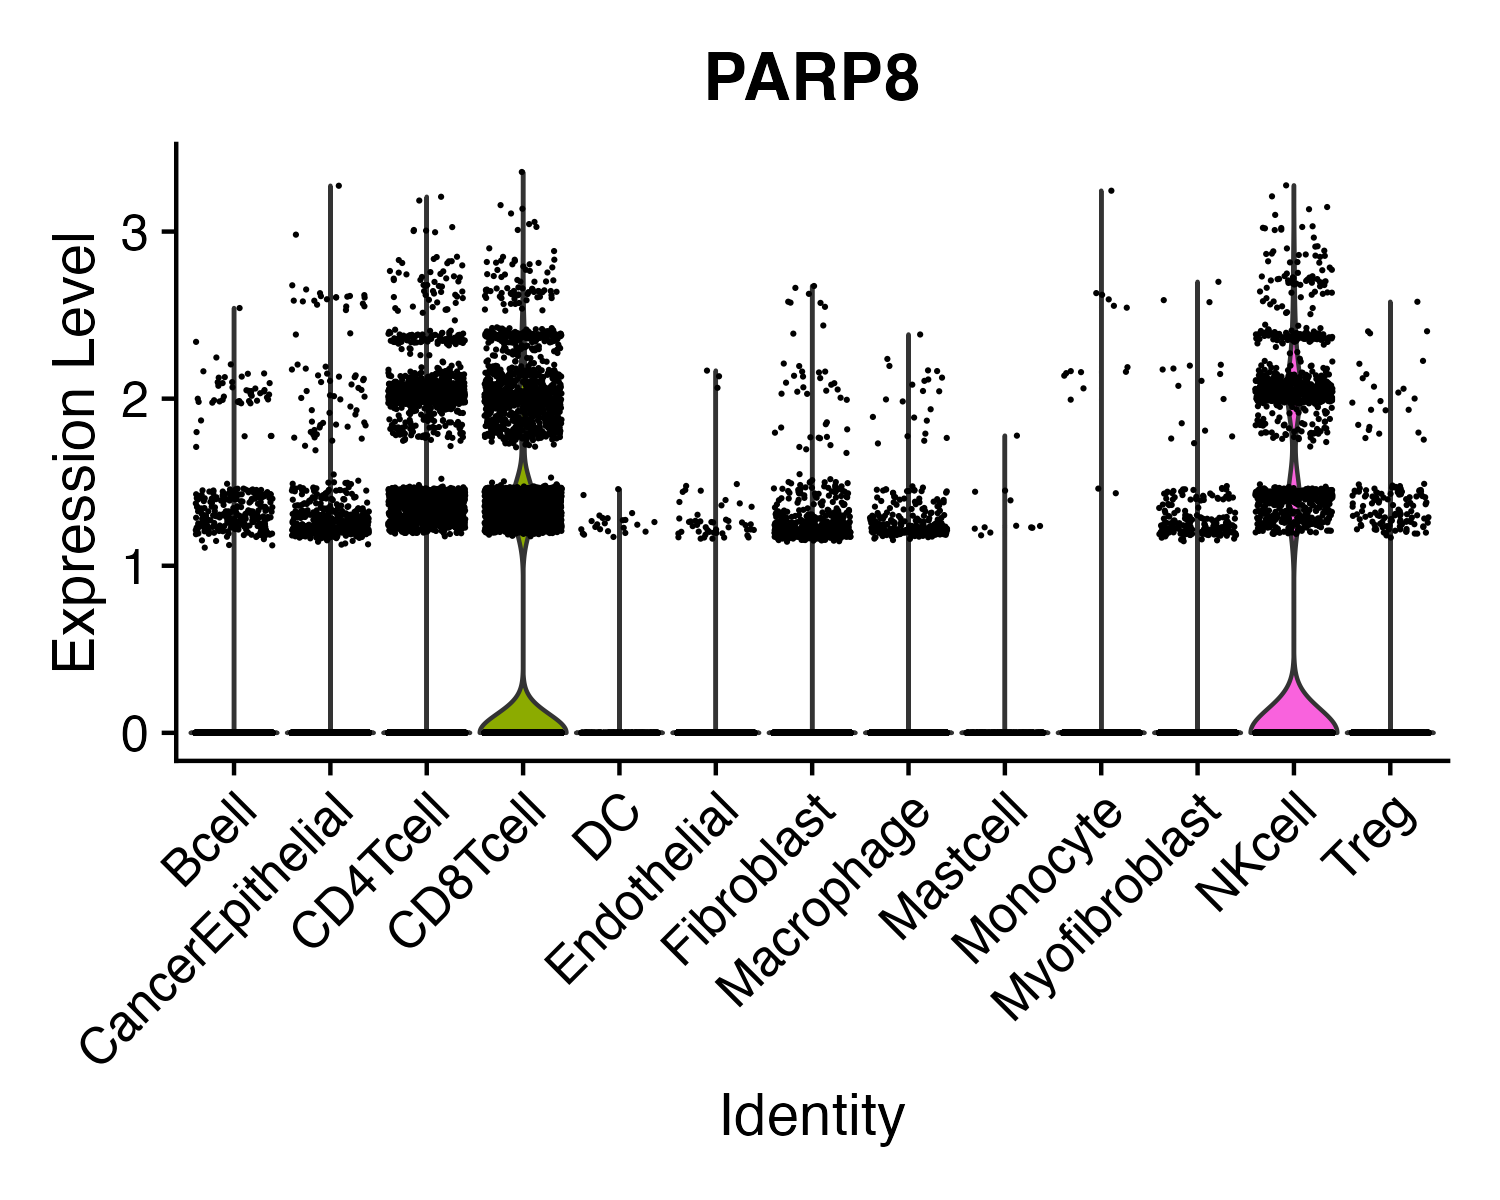 PARP8
Expression Level
3
2
1
0
Bcell
CancerEpithelial
CD4Tcell
CD8Tcell
DC
Endothelial
Fibroblast
Macrophage
Mastcell
Monocyte
Myofibroblast
NKcell
Treg
Identity